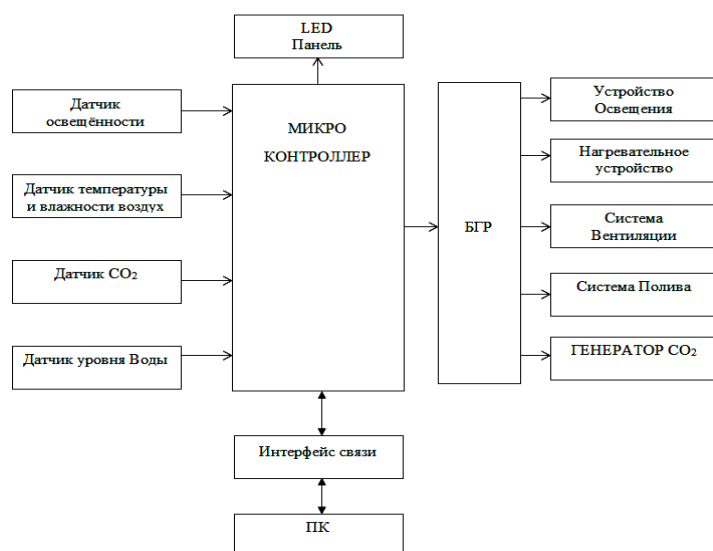 LED
Панель
Датчик
освещённости
Датчик температуры
и влажности воздух
Датчик CO₂
Датчик уровня Воды
МИКРО
КОНТРОЛЛЕР
БГР
Устройство
Освещения
Нагревательное
устройство
Система
Вентиляции
Система Полива
ГЕНЕРАТОР CO₂
Интерфейс связи
ПК